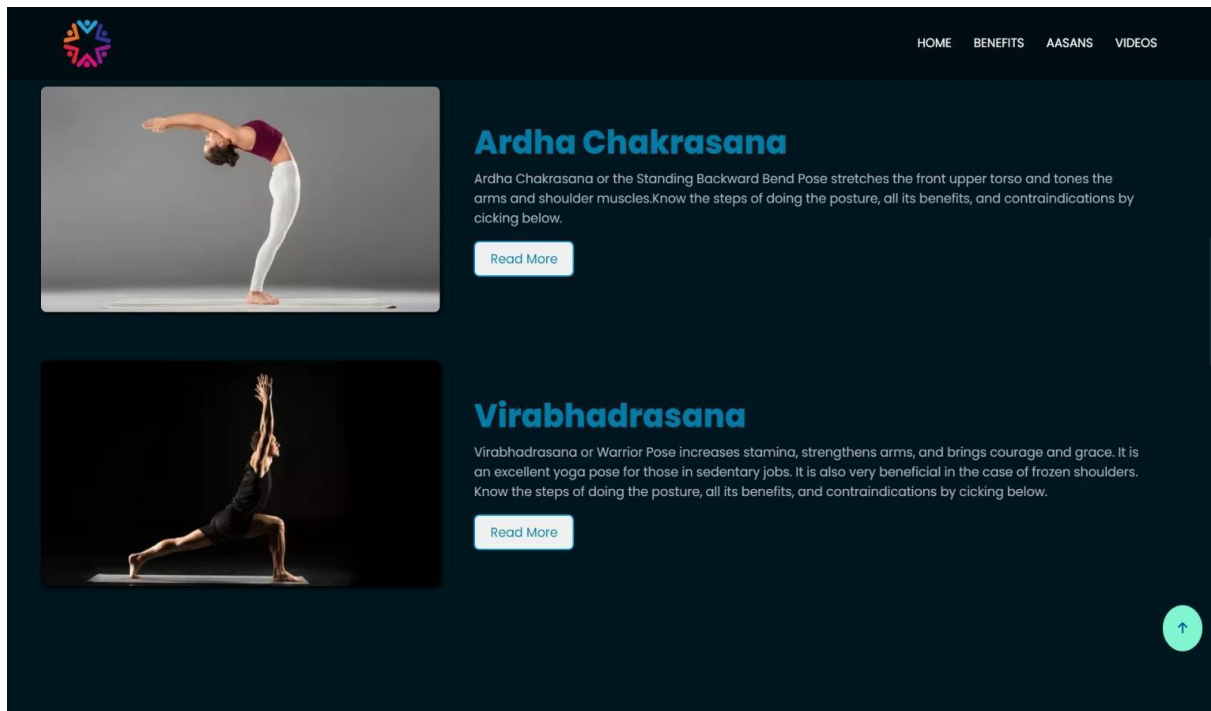 HOME BENEFITS AASANS VIDEOS
Ardha Chakrasana
Ardha Chakrasana or the Standing Backward Bend Pose stretches the front upper torso and tones the
arms and shoulder muscles.Know the steps of doing the posture, all its benefits, and contraindications by
cicking below.
Read More
Virabhadrasana
Virabhadrasana or Warrior Pose increases stamina, strengthens arms, and brings courage and grace. It is
an excellent yoga pose for those in sedentary jobs. It is also very beneficial in the case of frozen shoulders.
Know the steps of doing the posture, all its benefits, and contraindications by cicking below.
Read More